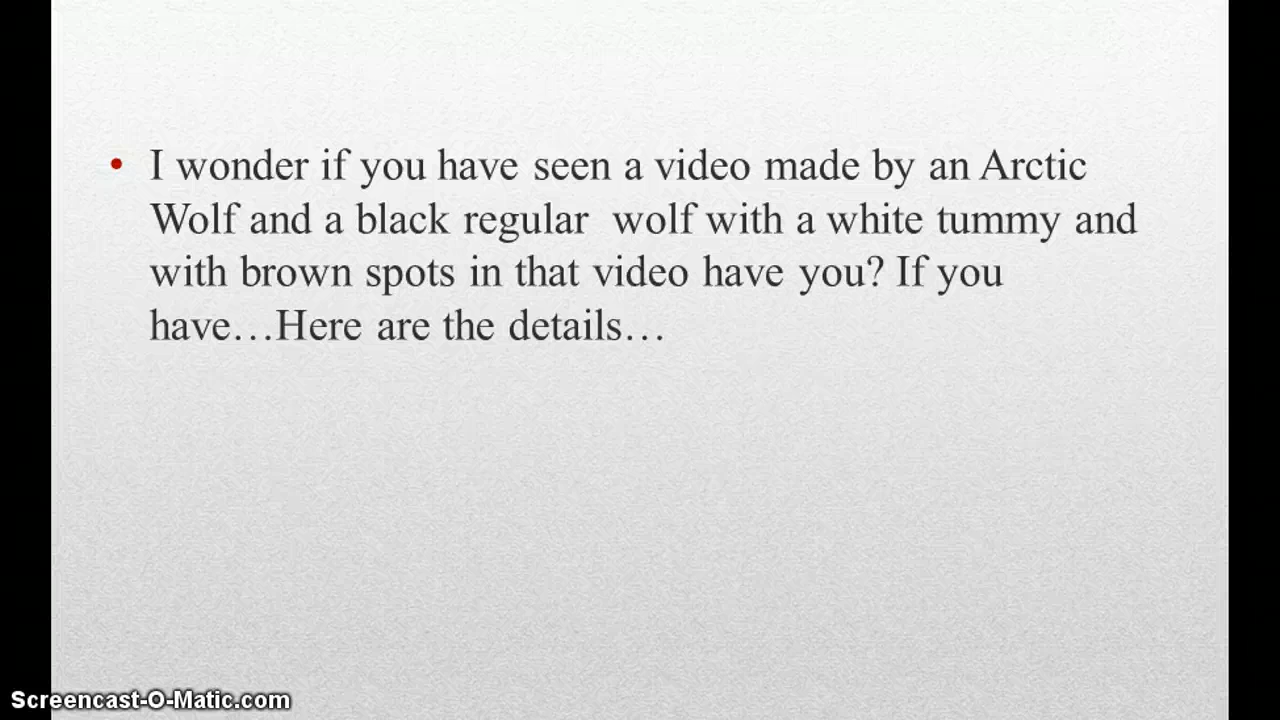 • I wonder if you have seen a video made by an Arctic
Wolf and a black regular  wolf with a white tummy and
with brown spots in that video have you? If you
have…Here are the details…
Screencast-O-Matic.com